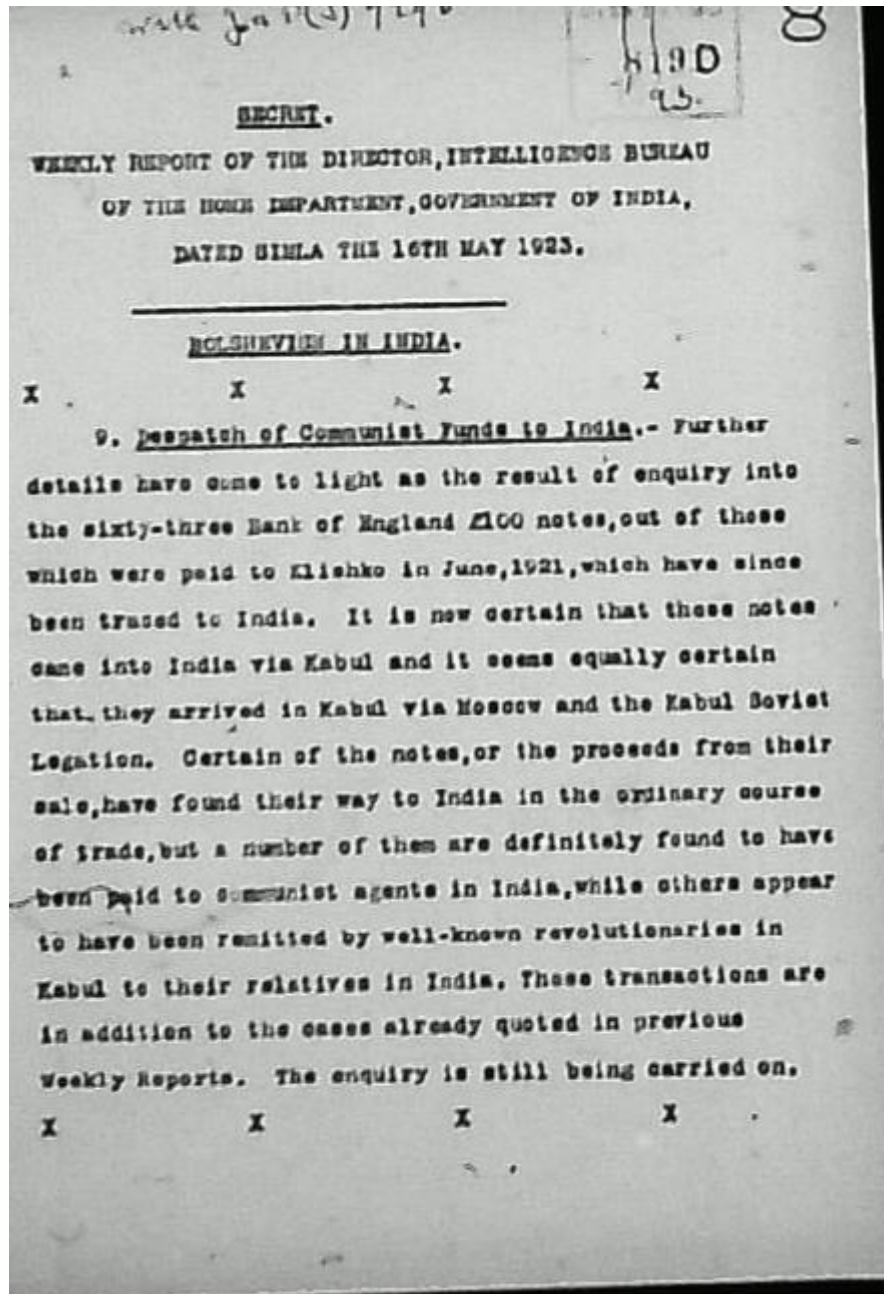 SECRET.
WEEKLY REPORT OF THE DIRECTOR,INTELLIGENCE BUREAU
OF THE HOME DEPARTMENT,GOVERNMENT OF INDIA,
DATED SIMLA THE 16TH MAY 1923.
BOLSHEVISM IN INDIA.
X X X X
9. Despatch of Communist Funds to India.- Further
details have come to light as the result of enquiry into
the sixty-three Bank of England £100 notes,out of those
which were paid to Klishko in June,1921,which have since
been traced to India. It is now certain that these notes
came into India via Kabul and it seems equally certain
that they arrived in Kabul via Moscow and the Kabul Soviet
Legation. Certain of the notes,or the proceeds from their
sale,have found their way to India in the ordinary course
of trade,but a number of them are definitely found to have
been paid to Communist agents in India,while others appear
to have been remitted by well-known revolutionaries in
Kabul to their relatives in India. These transactions are
in addition to the cases already quoted in previous
Weekly Reports. The enquiry is still being carried on.
X X X X